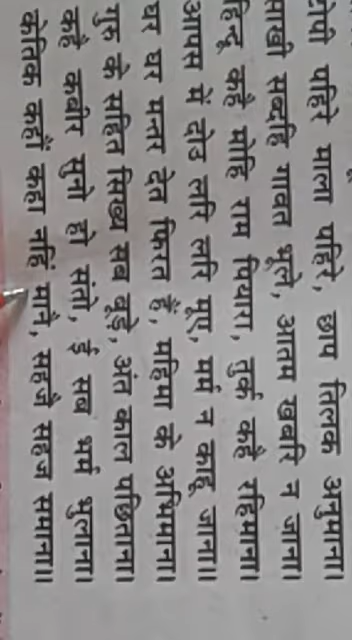 टोपी पहिरे माला पहिरे, छाप तिलक अनुमाना।
साखी सब्दहि गावत भूले, आतम खबरि न जाना।
हिन्दू कहै मोहि राम पियारा, तुर्क कहै रहिमाना।
आपस में दोउ लरि लरि मूए, मर्म न काहू जाना॥
घर घर मन्तर देत फिरत हैं, महिमा के अभिमाना।
गुरु के सहित सिख्य सब बूड़े, अंत काल पछिताना।
कहै कबीर सुनो हो संतो, ई सब भर्म भुलाना।
केतिक कहौं कहा नहिं मानै, सहजै सहज समाना॥